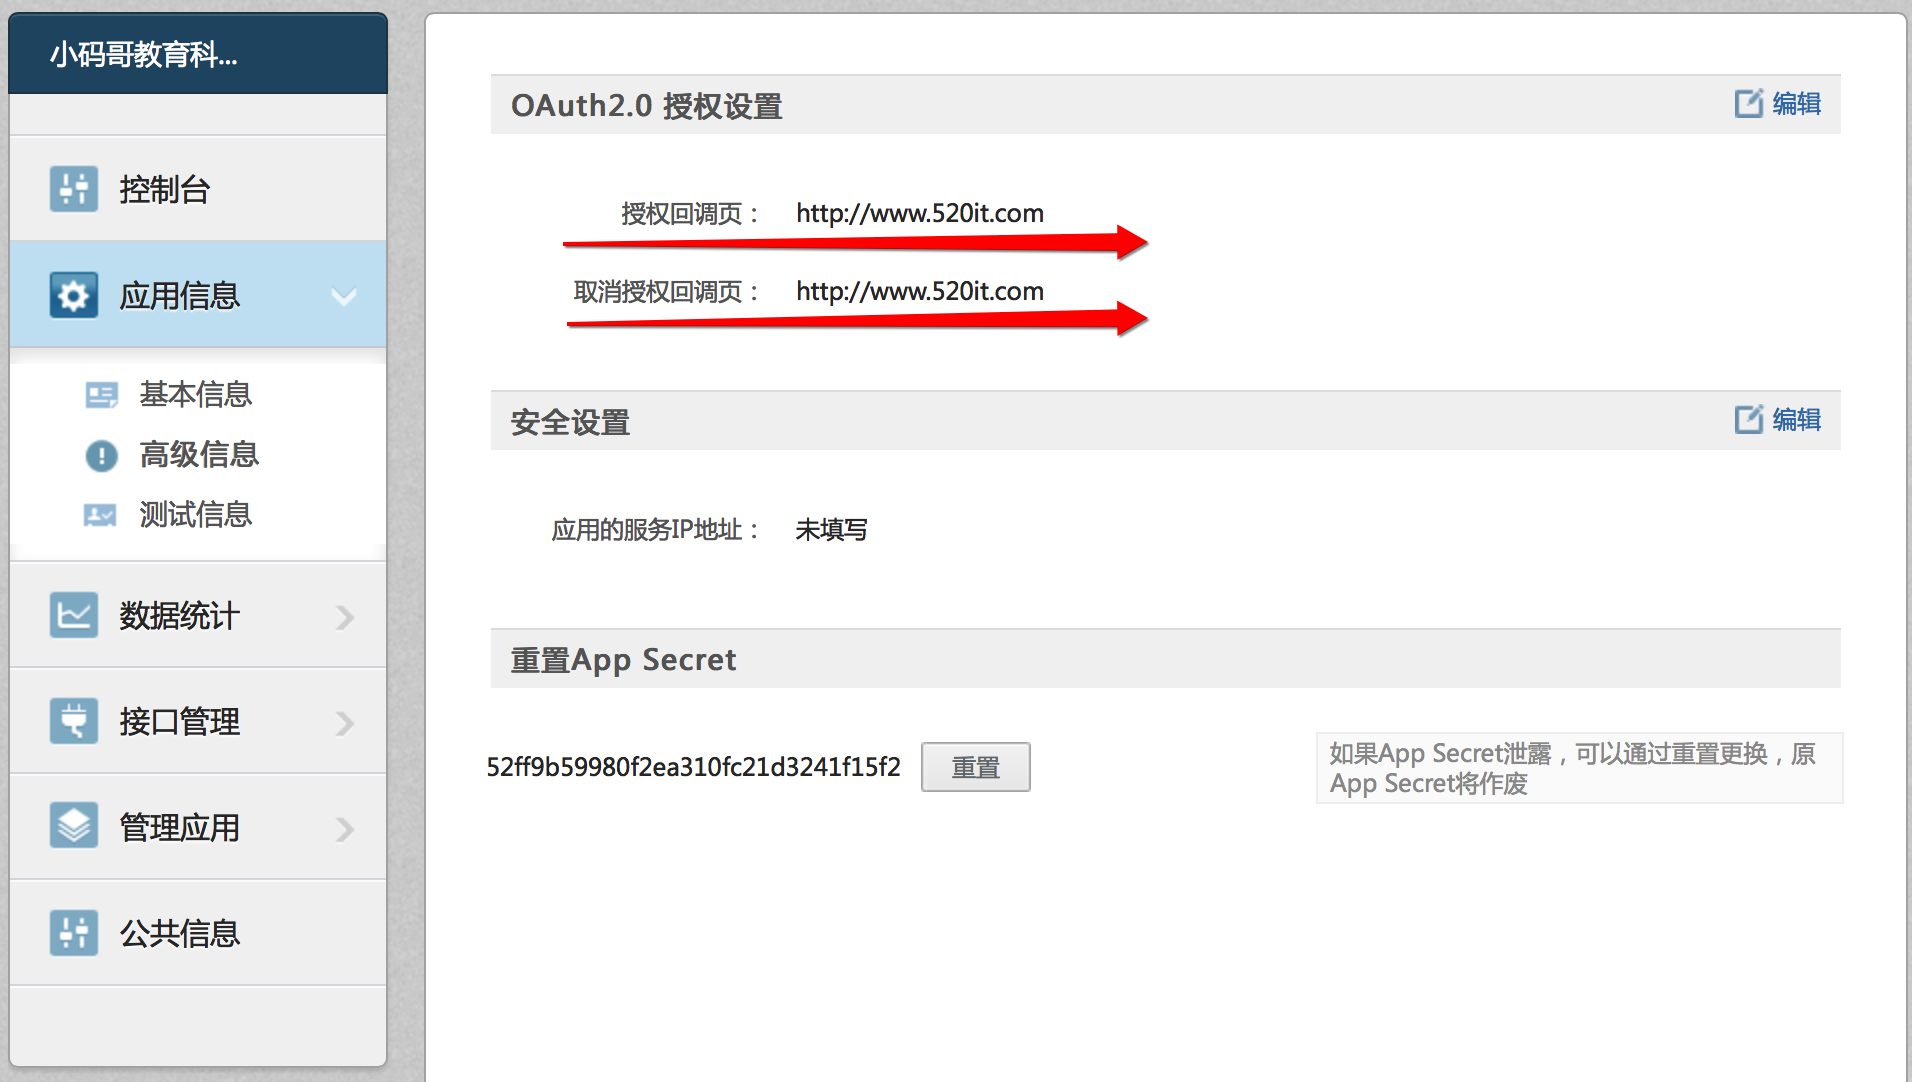 小码哥教育科...
控制台
应用信息
基本信息
高级信息
测试信息
数据统计
接口管理
管理应用
公共信息
OAuth2.0 授权设置
编辑
授权回调页： http://www.520it.com
取消授权回调页： http://www.520it.com
安全设置
编辑
应用的服务IP地址： 未填写
重置App Secret
52ff9b59980f2ea310fc21d3241f15f2 重置
如果App Secret泄露，可以通过重置更换，原
App Secret将作废